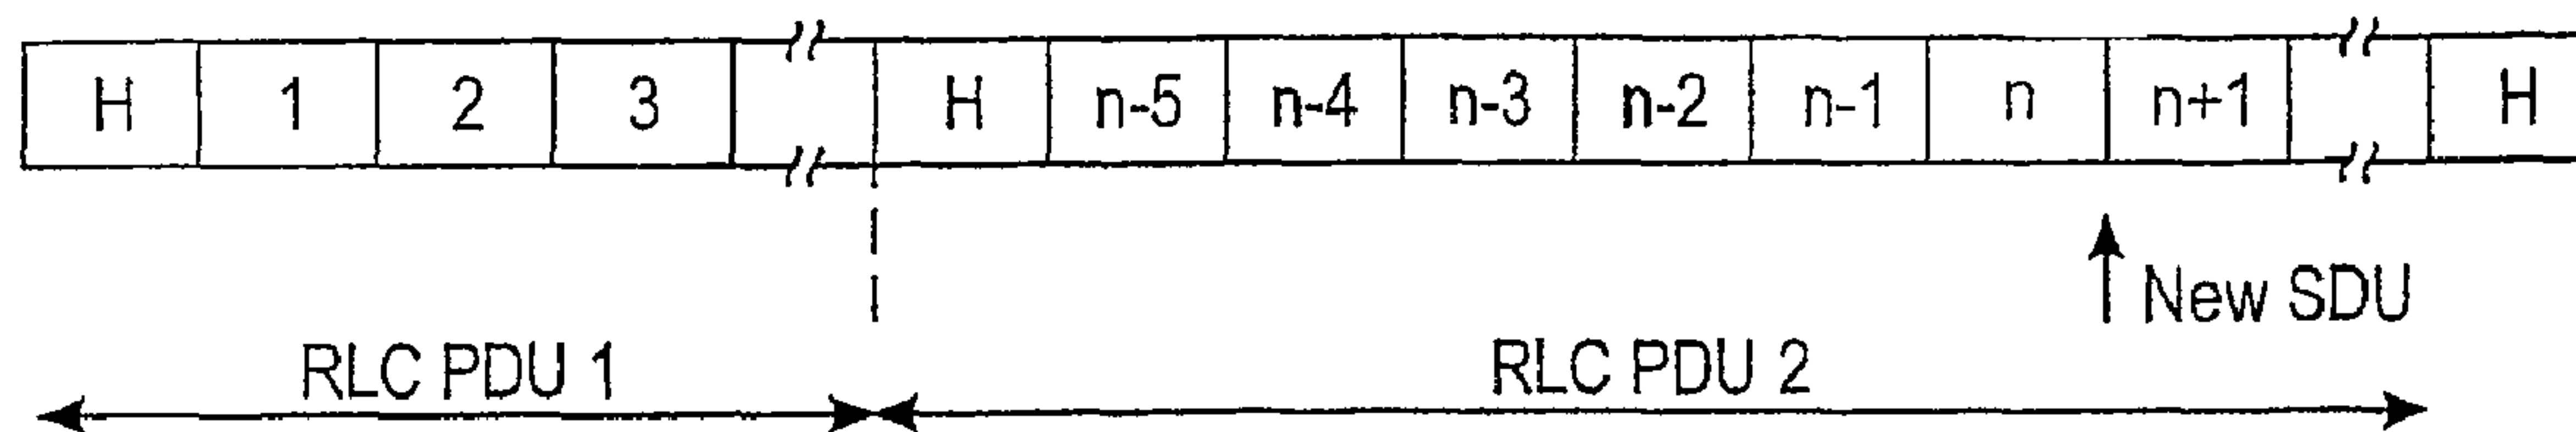 H 1 2 3 H n-5 n-4 n-3 n-2 n-1 n n+1 H
New SDU
RLC PDU 1 RLC PDU 2